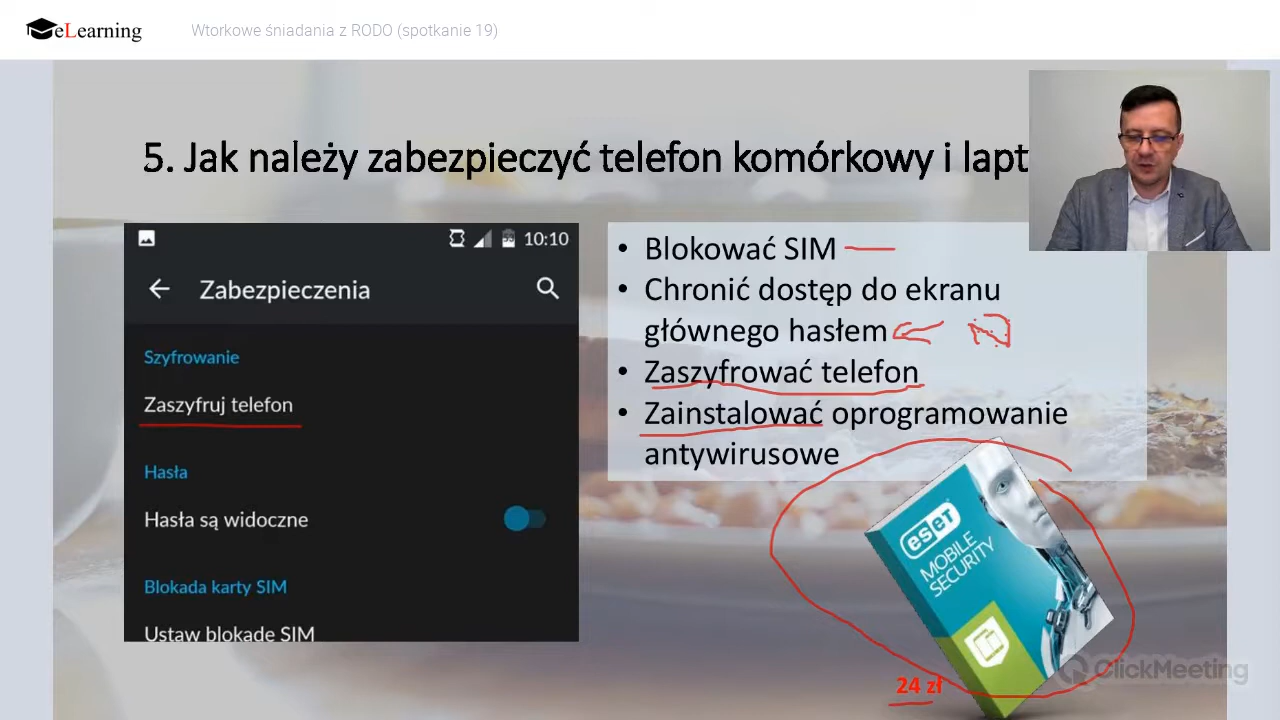 eLearning
Wtorkowe śniadania z RODO (spotkanie 19)
5. Jak należy zabezpieczyć telefon komórkowy i lapt
10:10
Zabezpieczenia
Szyfrowanie
Zaszyfruj telefon
Hasła
Hasła są widoczne
Blokada karty SIM
Ustaw blokadę SIM
• Blokować SIM
• Chronić dostęp do ekranu
głównego hasłem
• Zaszyfrować telefon
• Zainstalować oprogramowanie
antywirusowe
eset
MOBILE
SECURITY
24 zł
ClickMeeting